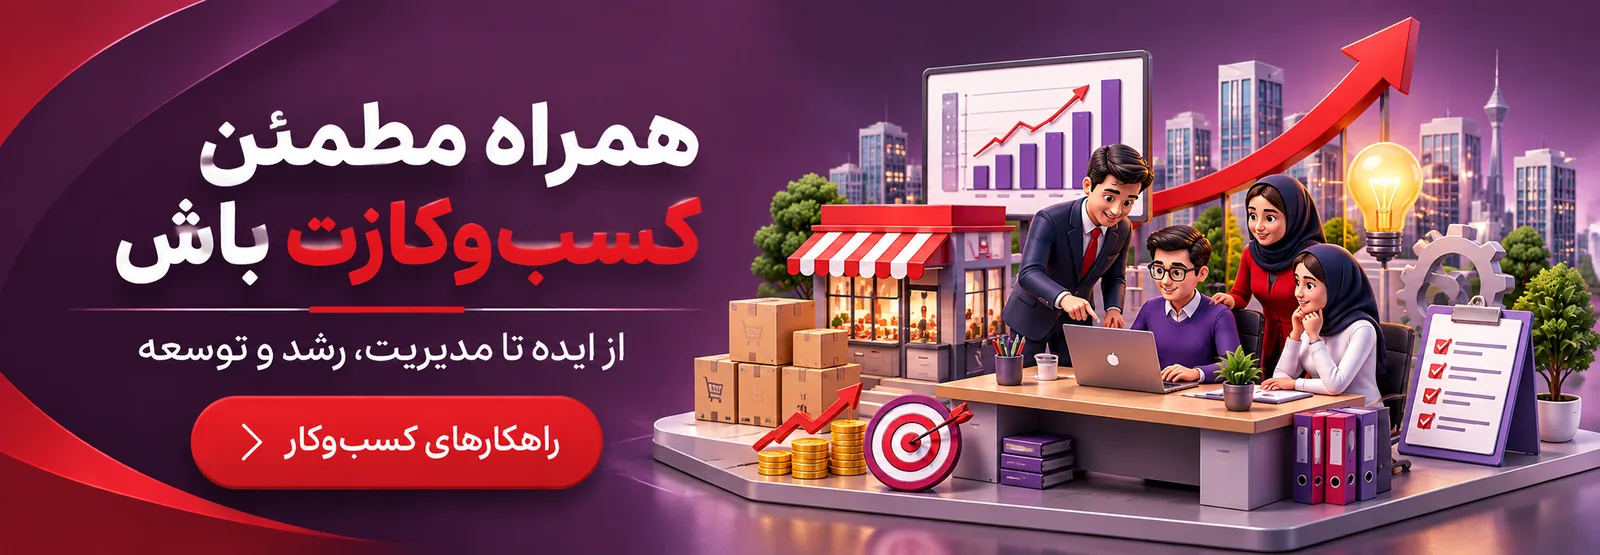 همراه مطمئن
کسب‌وکازت باش
از ایده تا مدیریت، رشد و توسعه
راهکارهای کسب‌وکار